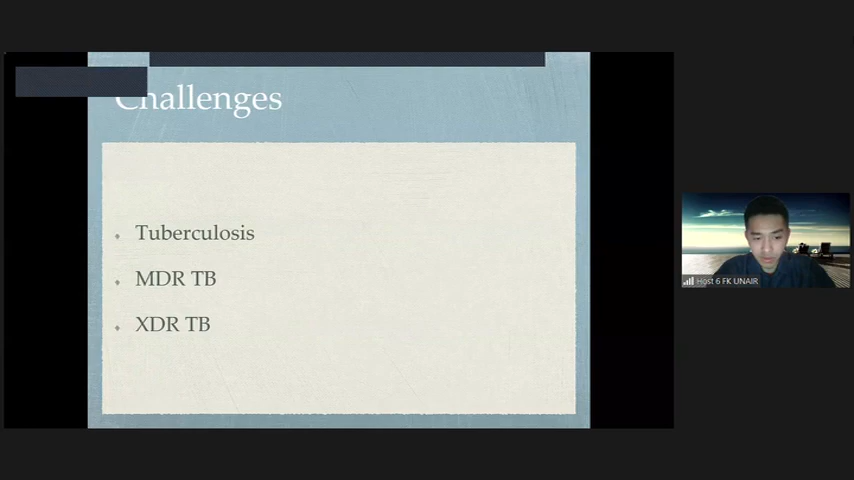 Challenges
Tuberculosis
MDR TB
XDR TB
Host 6 FK UNAIR